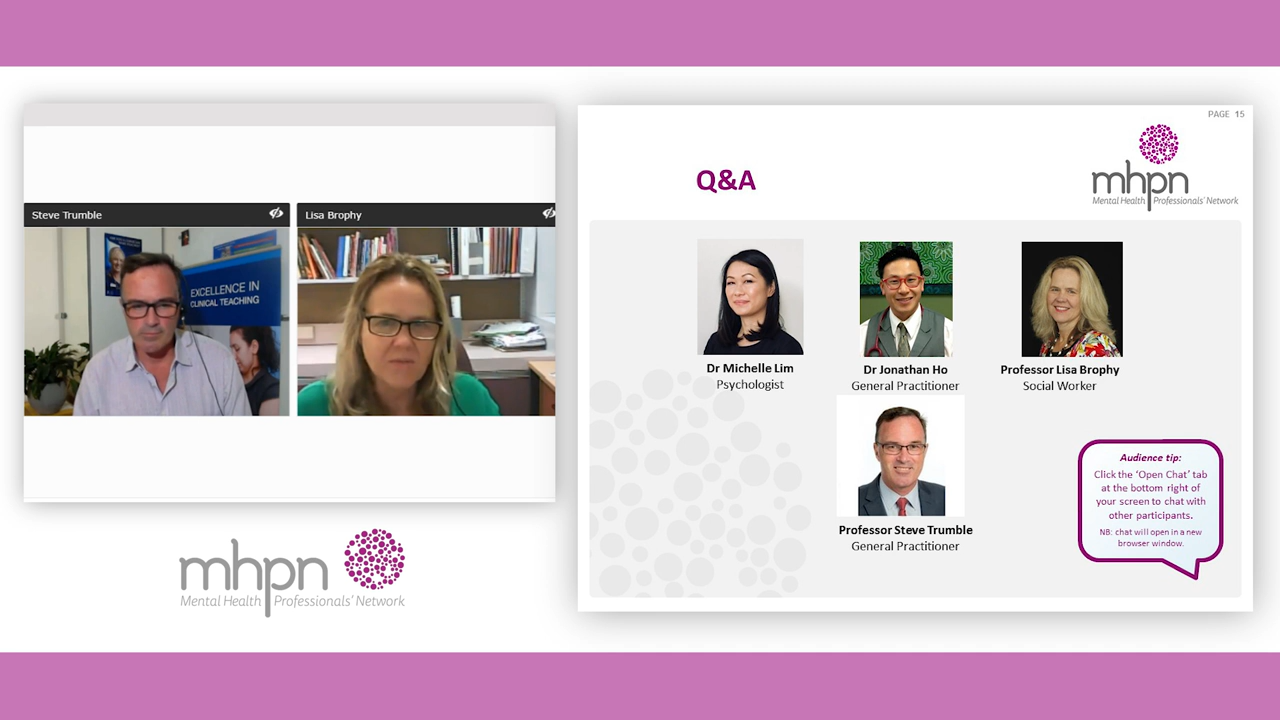 Steve Trumble
Lisa Brophy
EXCELLENCE IN
CLINICAL TEACHING
mhpn
Mental Health Professionals' Network
PAGE 15
mhpn
Mental Health Professionals' Network
Q&A
Dr Michelle Lim
Psychologist
Dr Jonathan Ho
General Practitioner
Professor Lisa Brophy
Social Worker
Professor Steve Trumble
General Practitioner
Audience tip:
Click the 'Open Chat' tab
at the bottom right of
your screen to chat with
other participants.
NB: chat will open in a new
browser window.